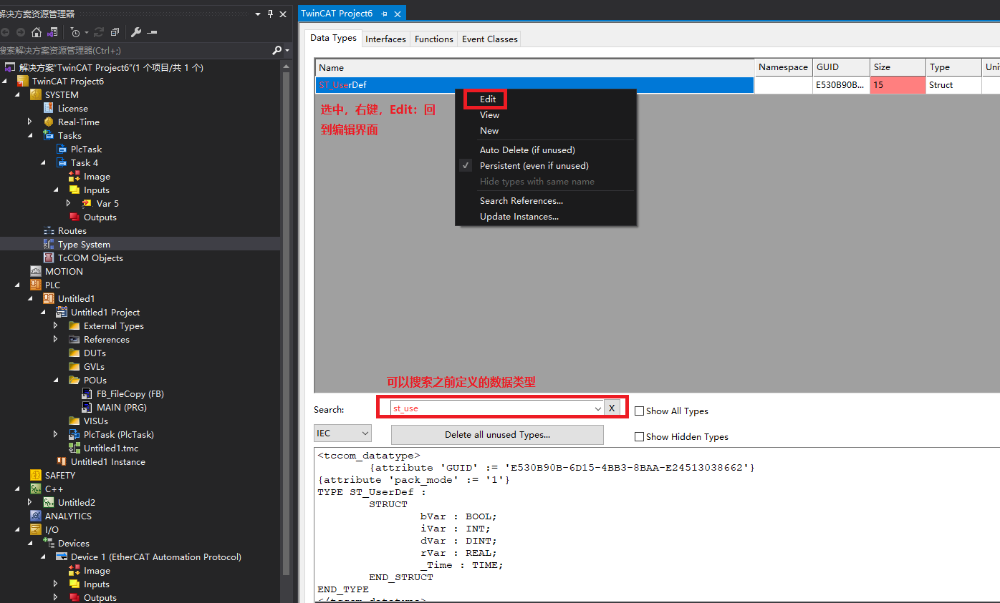 解决方案资源管理器
搜索解决方案资源管理器(Ctrl+;)
解决方案"TwinCAT Project6"(1 个项目/共 1 个)
TwinCAT Project6
SYSTEM
License
Real-Time
Tasks
PlcTask
Task 4
Image
Inputs
Var 5
Outputs
Routes
Type System
TcCOM Objects
MOTION
PLC
Untitled1
Untitled1 Project
External Types
References
DUTs
GVLs
POUs
FB_FileCopy (FB)
MAIN (PRG)
VISUs
PlcTask (PlcTask)
Untitled1.tmc
Untitled1 Instance
SAFETY
C++
Untitled2
ANALYTICS
I/O
Devices
Device 1 (EtherCAT Automation Protocol)
Image
Inputs
Outputs
TwinCAT Project6
Data Types Interfaces Functions Event Classes
Name Namespace GUID Size Type Uni
ST_UserDef E530B90B... 15 Struct
选中，右键，Edit：回
到编辑界面
Edit
View
New
Auto Delete (if unused)
Persistent (even if unused)
Hide types with same name
Search References...
Update Instances...
可以搜索之前定义的数据类型
Search: st_use X Show All Types
IEC Delete all unused Types... Show Hidden Types
<tccom_datatype>
{attribute 'GUID' := 'E530B90B-6D15-4BB3-8BAA-E24513038662'}
{attribute 'pack_mode' := '1'}
TYPE ST_UserDef :
STRUCT
bVar : BOOL;
iVar : INT;
dVar : DINT;
rVar : REAL;
_Time : TIME;
END_STRUCT
END_TYPE
</tccom_datatype>